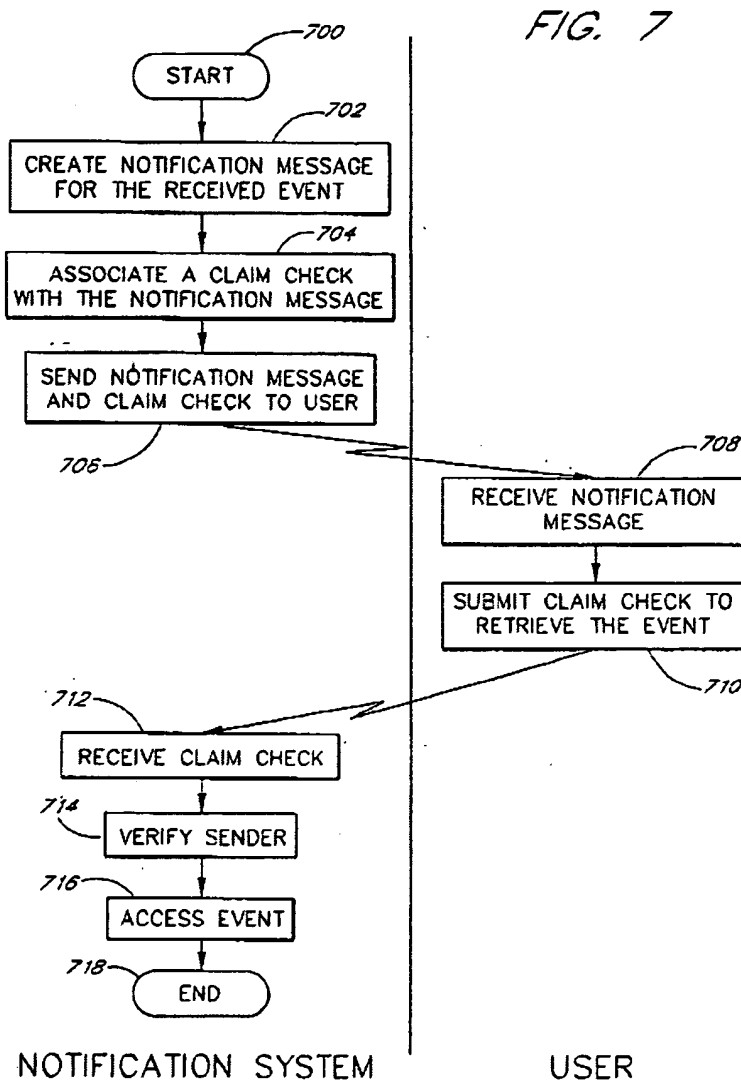 FIG. 7
700
START
702
CREATE NOTIFICATION MESSAGE
FOR THE RECEIVED EVENT
704
ASSOCIATE A CLAIM CHECK
WITH THE NOTIFICATION MESSAGE
SEND NOTIFICATION MESSAGE
AND CLAIM CHECK TO USER
706
708
RECEIVE NOTIFICATION
MESSAGE
SUBMIT CLAIM CHECK TO
RETRIEVE THE EVENT
710
712
RECEIVE CLAIM CHECK
714
VERIFY SENDER
716
ACCESS EVENT
718
END
NOTIFICATION SYSTEM
USER